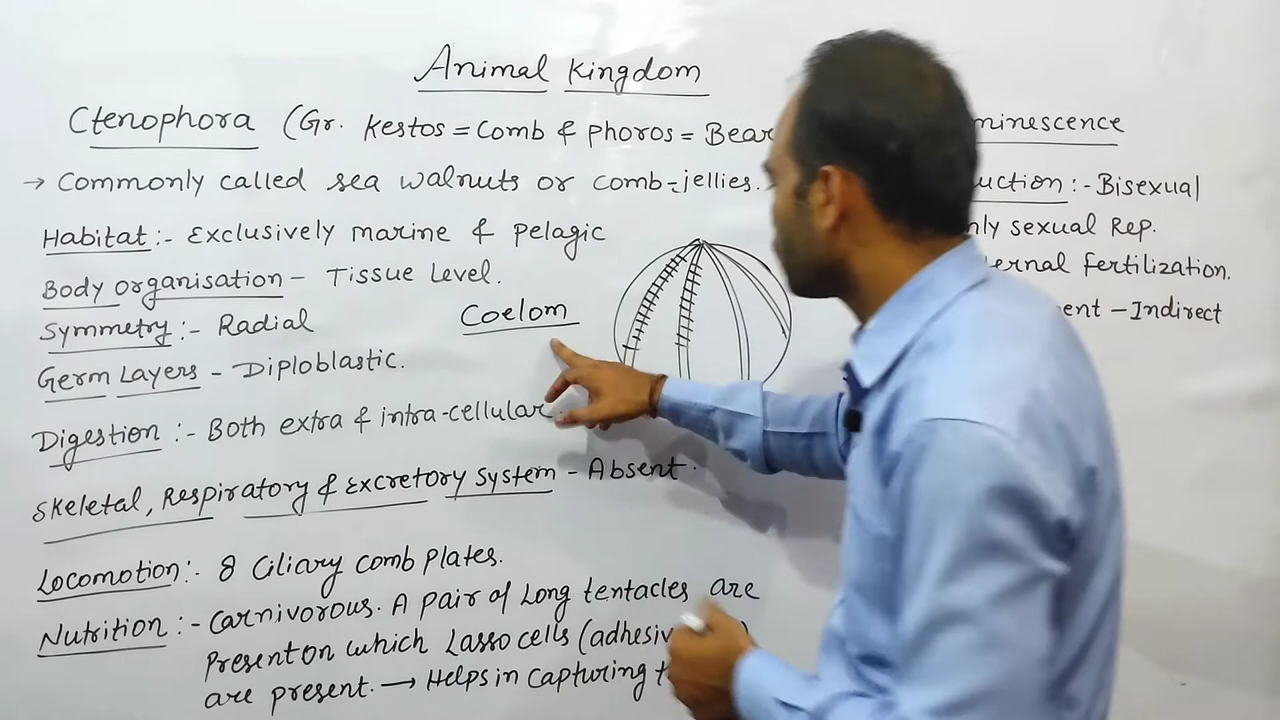 Animal Kingdom
Ctenophora (Gr. Kestos = Comb & Phoros = Bear
→ Commonly called sea walnuts or comb-jellies.
Habitat :- Exclusively marine & pelagic
Body organisation – Tissue Level.
Symmetry :- Radial
Coelom
Germ Layers – Diploblastic.
Digestion :- Both extra & intra-cellular
Skeletal, Respiratory & Excretory System – Absent.
Locomotion :- 8 Ciliary comb plates.
Nutrition :- Carnivorous. A pair of Long tentacles are
Present on which Lasso cells (adhesiv
are present. → Helps in capturing t
minescence
uction :- Bisexual
nly sexual Rep.
ernal fertilization.
ent – Indirect